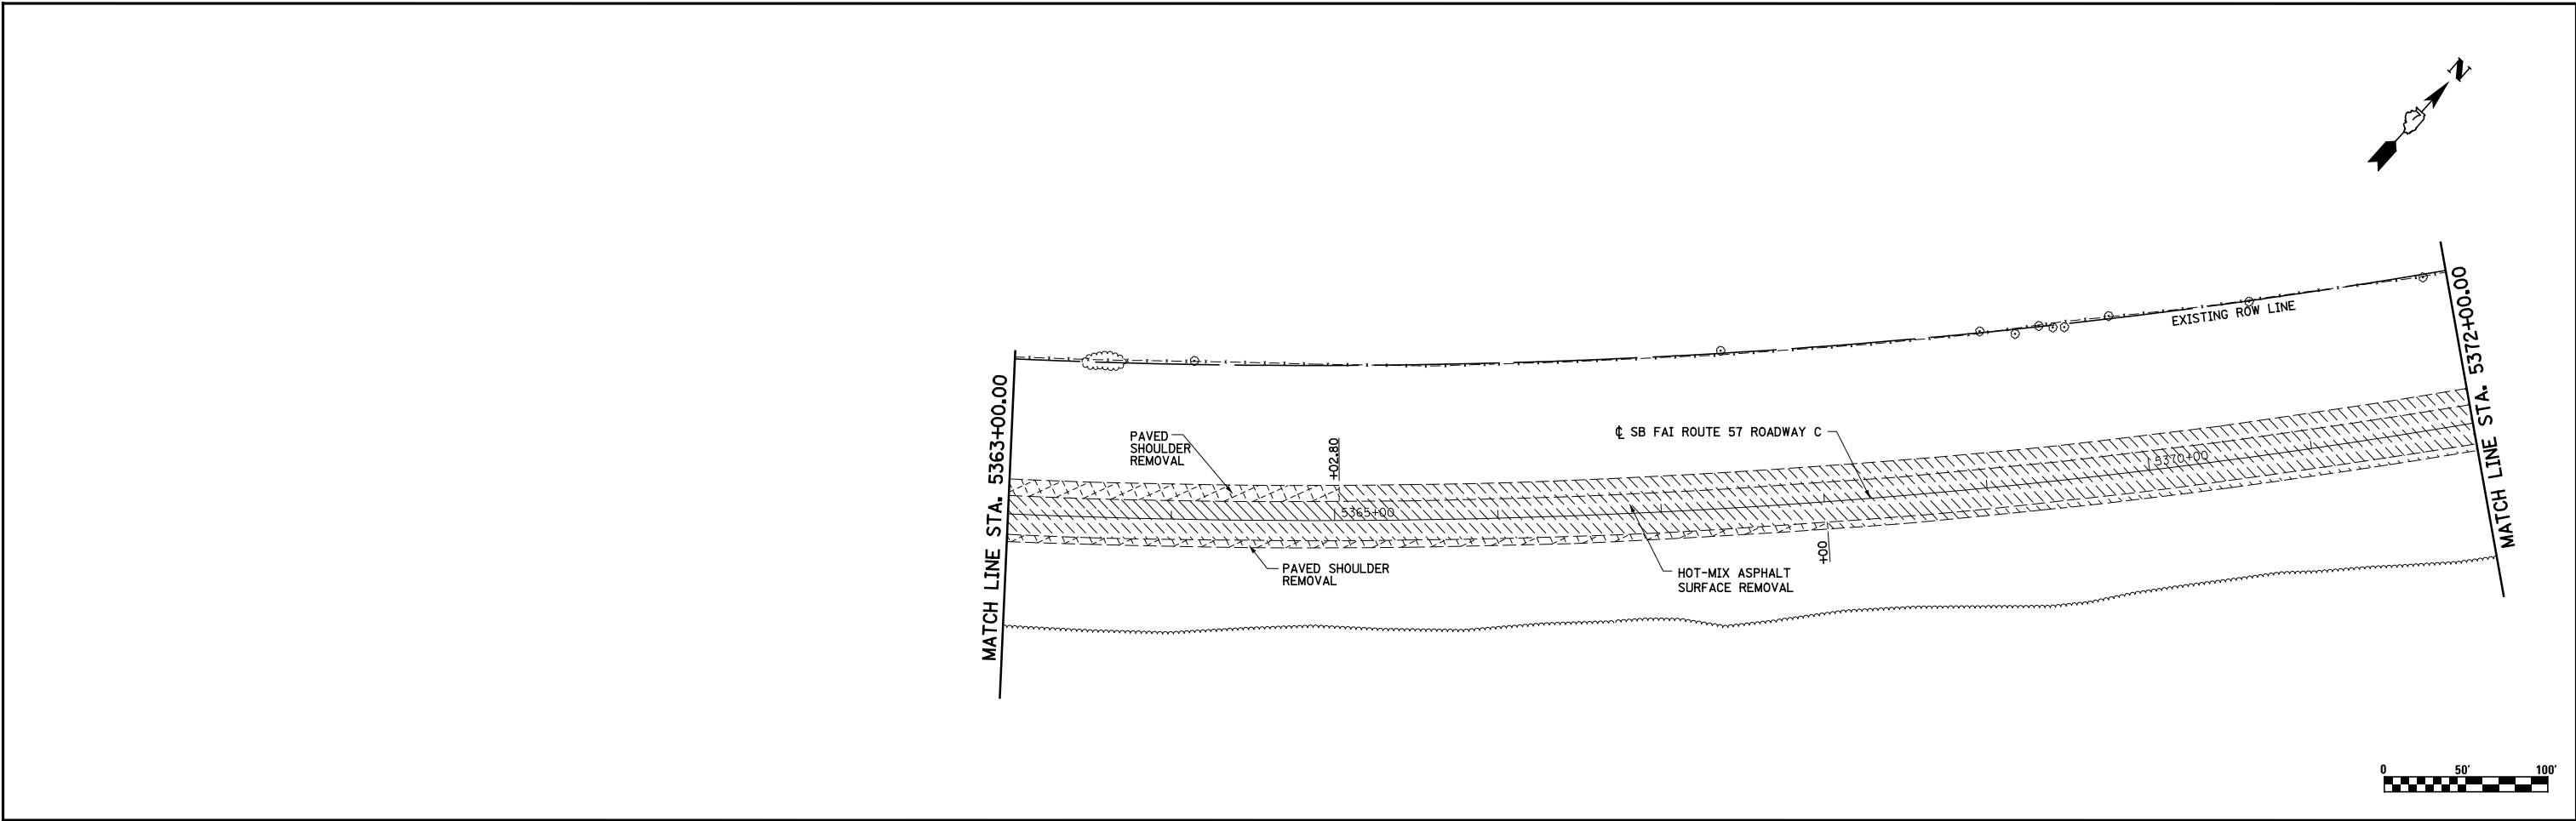 N
MATCH LINE STA. 5363+00.00
MATCH LINE STA. 5372+00.00
EXISTING ROW LINE
PAVED
SHOULDER
REMOVAL
+02.80
℄ SB FAI ROUTE 57 ROADWAY C
5370+00
5365+00
+00
PAVED SHOULDER
REMOVAL
HOT-MIX ASPHALT
SURFACE REMOVAL
0 50' 100'